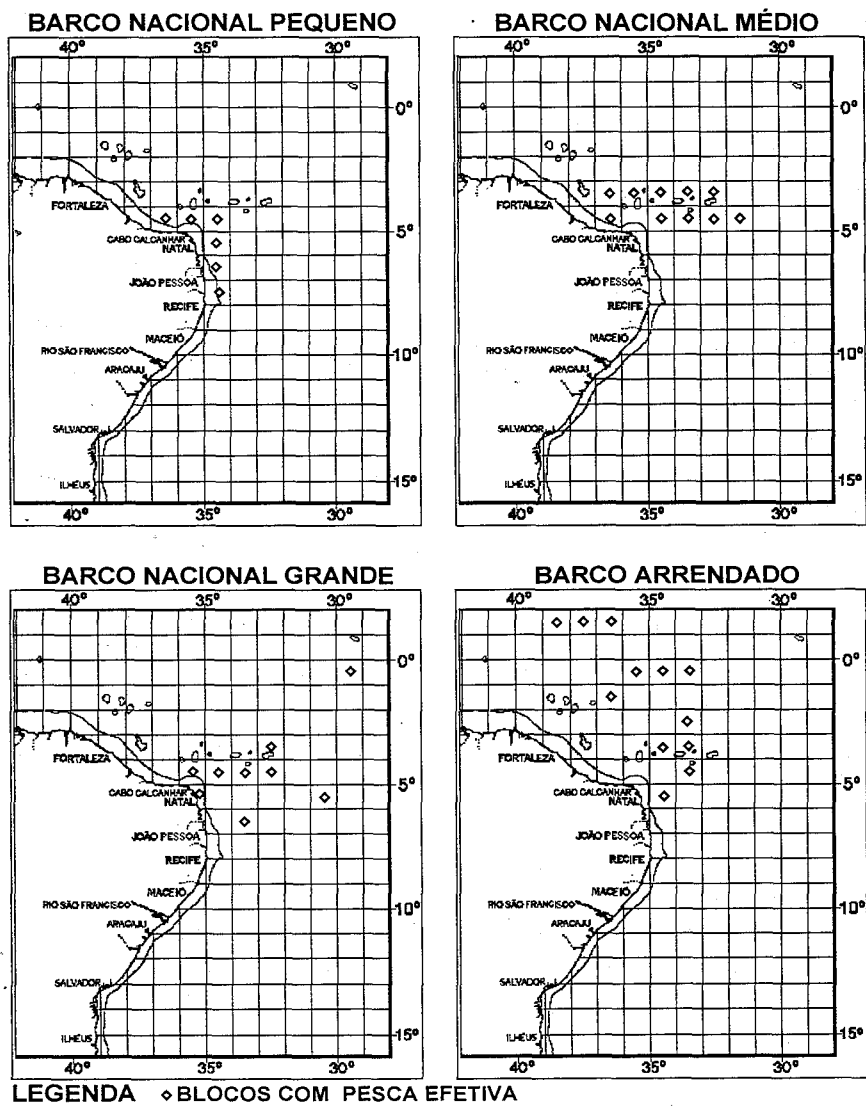 BARCO NACIONAL PEQUENO
40° 35° 30°
0°
FORTALEZA
5°
CABO CALCANHAR
NATAL
JOÃO PESSOA
RECIFE
MACEIÓ
RIO SÃO FRANCISCO
10°
ARACAJU
SALVADOR
ILHÉUS
15°
40° 35° 30°
BARCO NACIONAL MÉDIO
40° 35° 30°
0°
FORTALEZA
5°
CABO CALCANHAR
NATAL
JOÃO PESSOA
RECIFE
MACEIÓ
RIO SÃO FRANCISCO
10°
ARACAJU
SALVADOR
ILHÉUS
15°
40° 35° 30°
BARCO NACIONAL GRANDE
40° 35° 30°
0°
FORTALEZA
5°
CABO CALCANHAR
NATAL
JOÃO PESSOA
RECIFE
MACEIÓ
RIO SÃO FRANCISCO
10°
ARACAJU
SALVADOR
ILHÉUS
15°
40° 35° 30°
BARCO ARRENDADO
40° 35° 30°
0°
FORTALEZA
5°
CABO CALCANHAR
NATAL
JOÃO PESSOA
RECIFE
MACEIÓ
RIO SÃO FRANCISCO
10°
ARACAJU
SALVADOR
ILHÉUS
15°
40° 35° 30°
LEGENDA ◇ BLOCOS COM PESCA EFETIVA